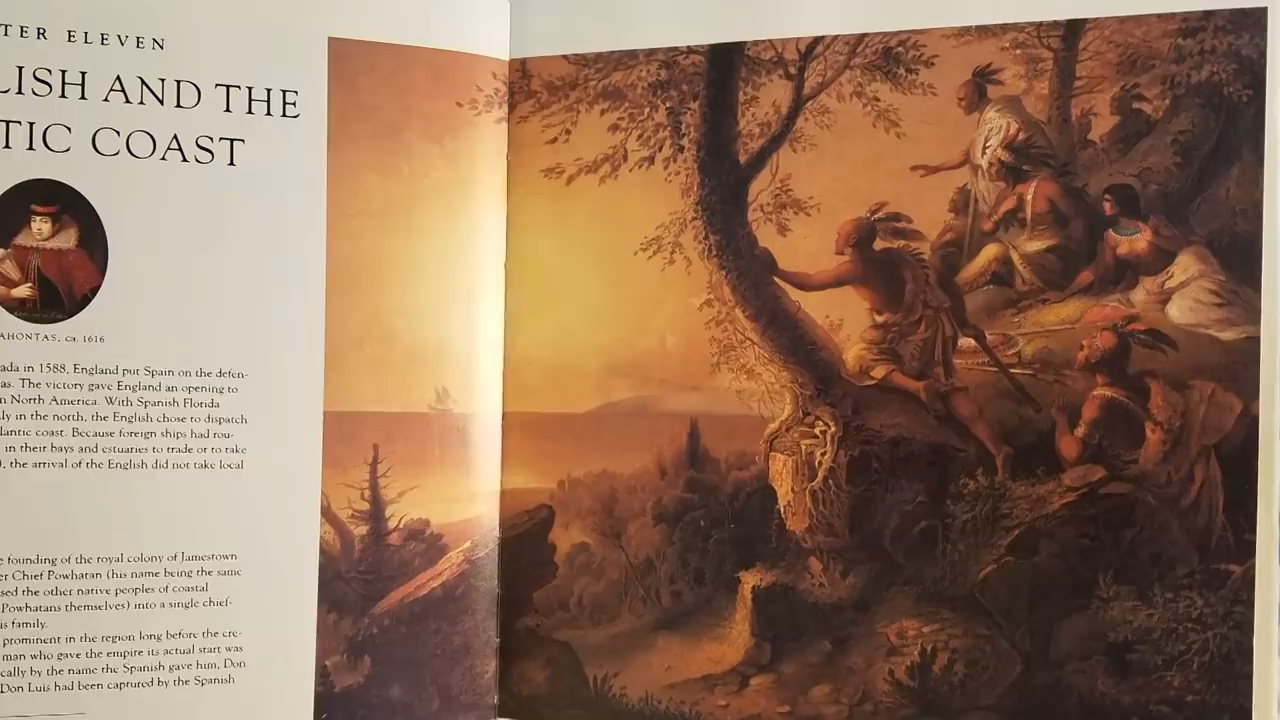 TER ELEVEN
LISH AND THE
TIC COAST
AHONTAS, ca. 1616
ada in 1588, England put Spain on the defen-
as. The victory gave England an opening to
n North America. With Spanish Florida
ly in the north, the English chose to dispatch
lantic coast. Because foreign ships had rou-
in their bays and estuaries to trade or to take
), the arrival of the English did not take local
e founding of the royal colony of Jamestown
er Chief Powhatan (his name being the same
sed the other native peoples of coastal
Powhatans themselves) into a single chief-
is family.
prominent in the region long before the cre-
man who gave the empire its actual start was
cally by the name the Spanish gave him, Don
Don Luis had been captured by the Spanish